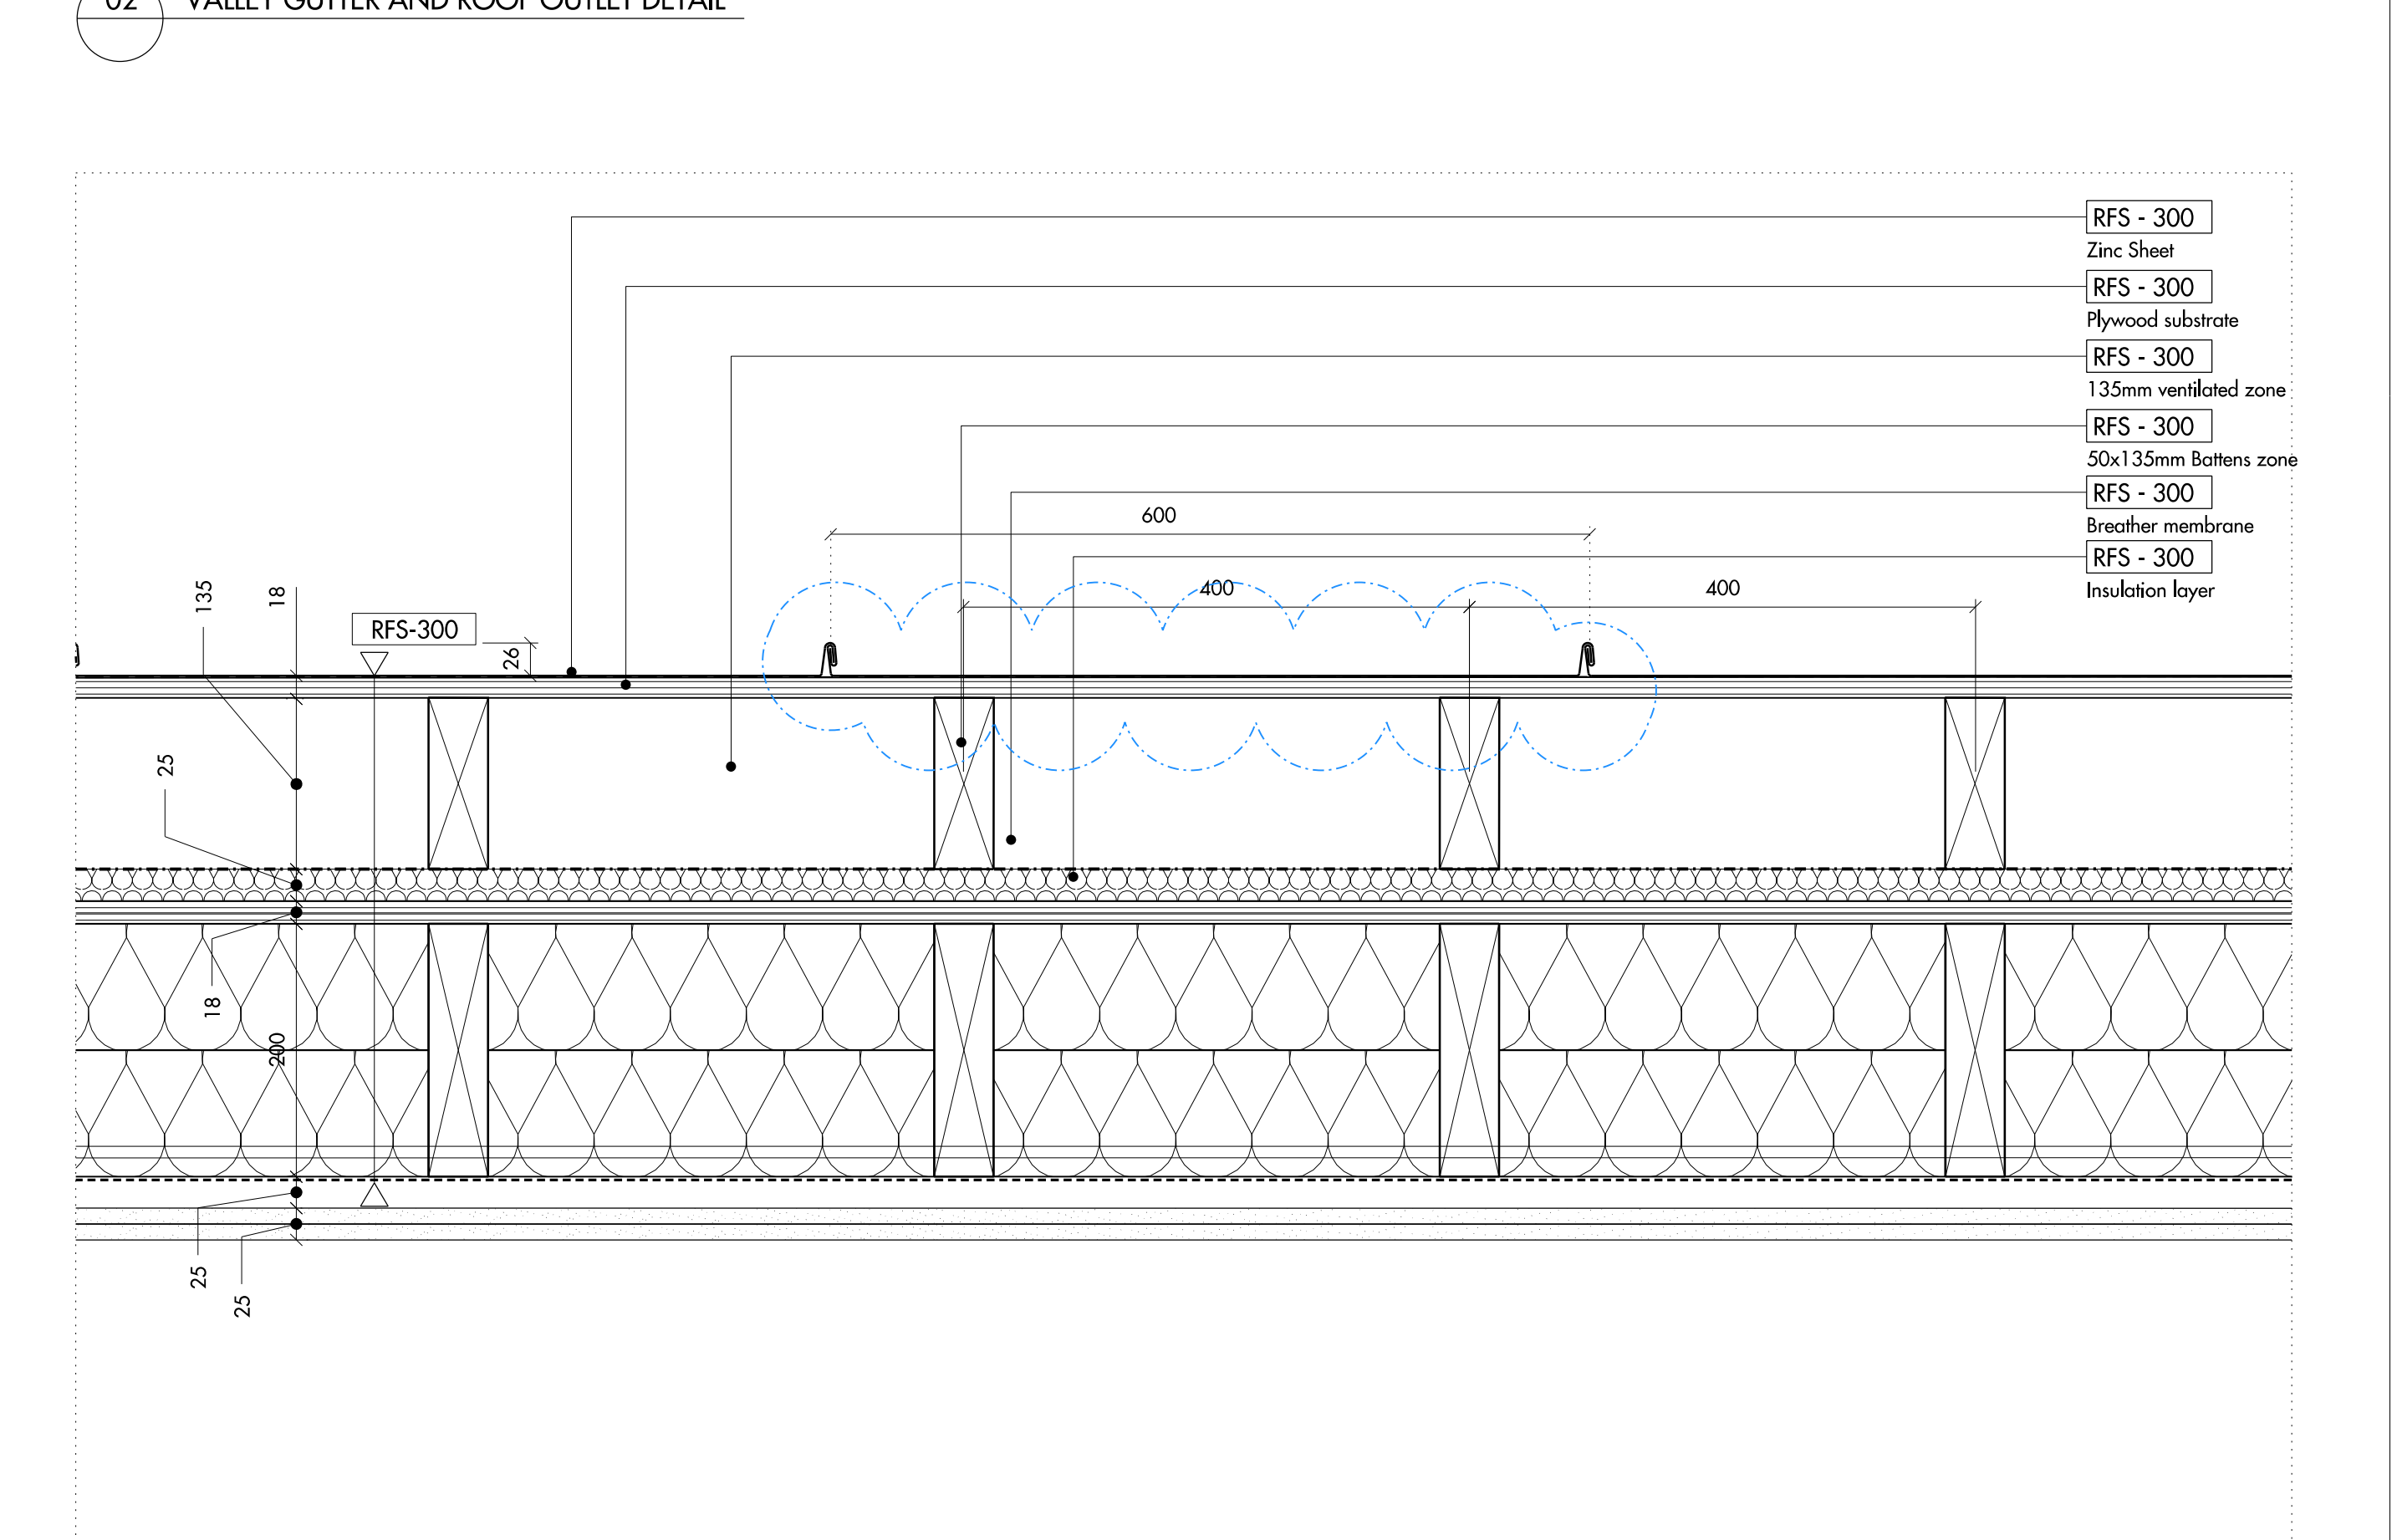 02 VALLEY GUTTER AND ROOF OUTLET DETAIL
RFS - 300
Zinc Sheet
RFS - 300
Plywood substrate
RFS - 300
135mm ventilated zone
RFS - 300
50x135mm Battens zone
RFS - 300
Breather membrane
RFS - 300
Insulation layer
600
400
400
135
18
RFS-300
26
25
18
200
25
25